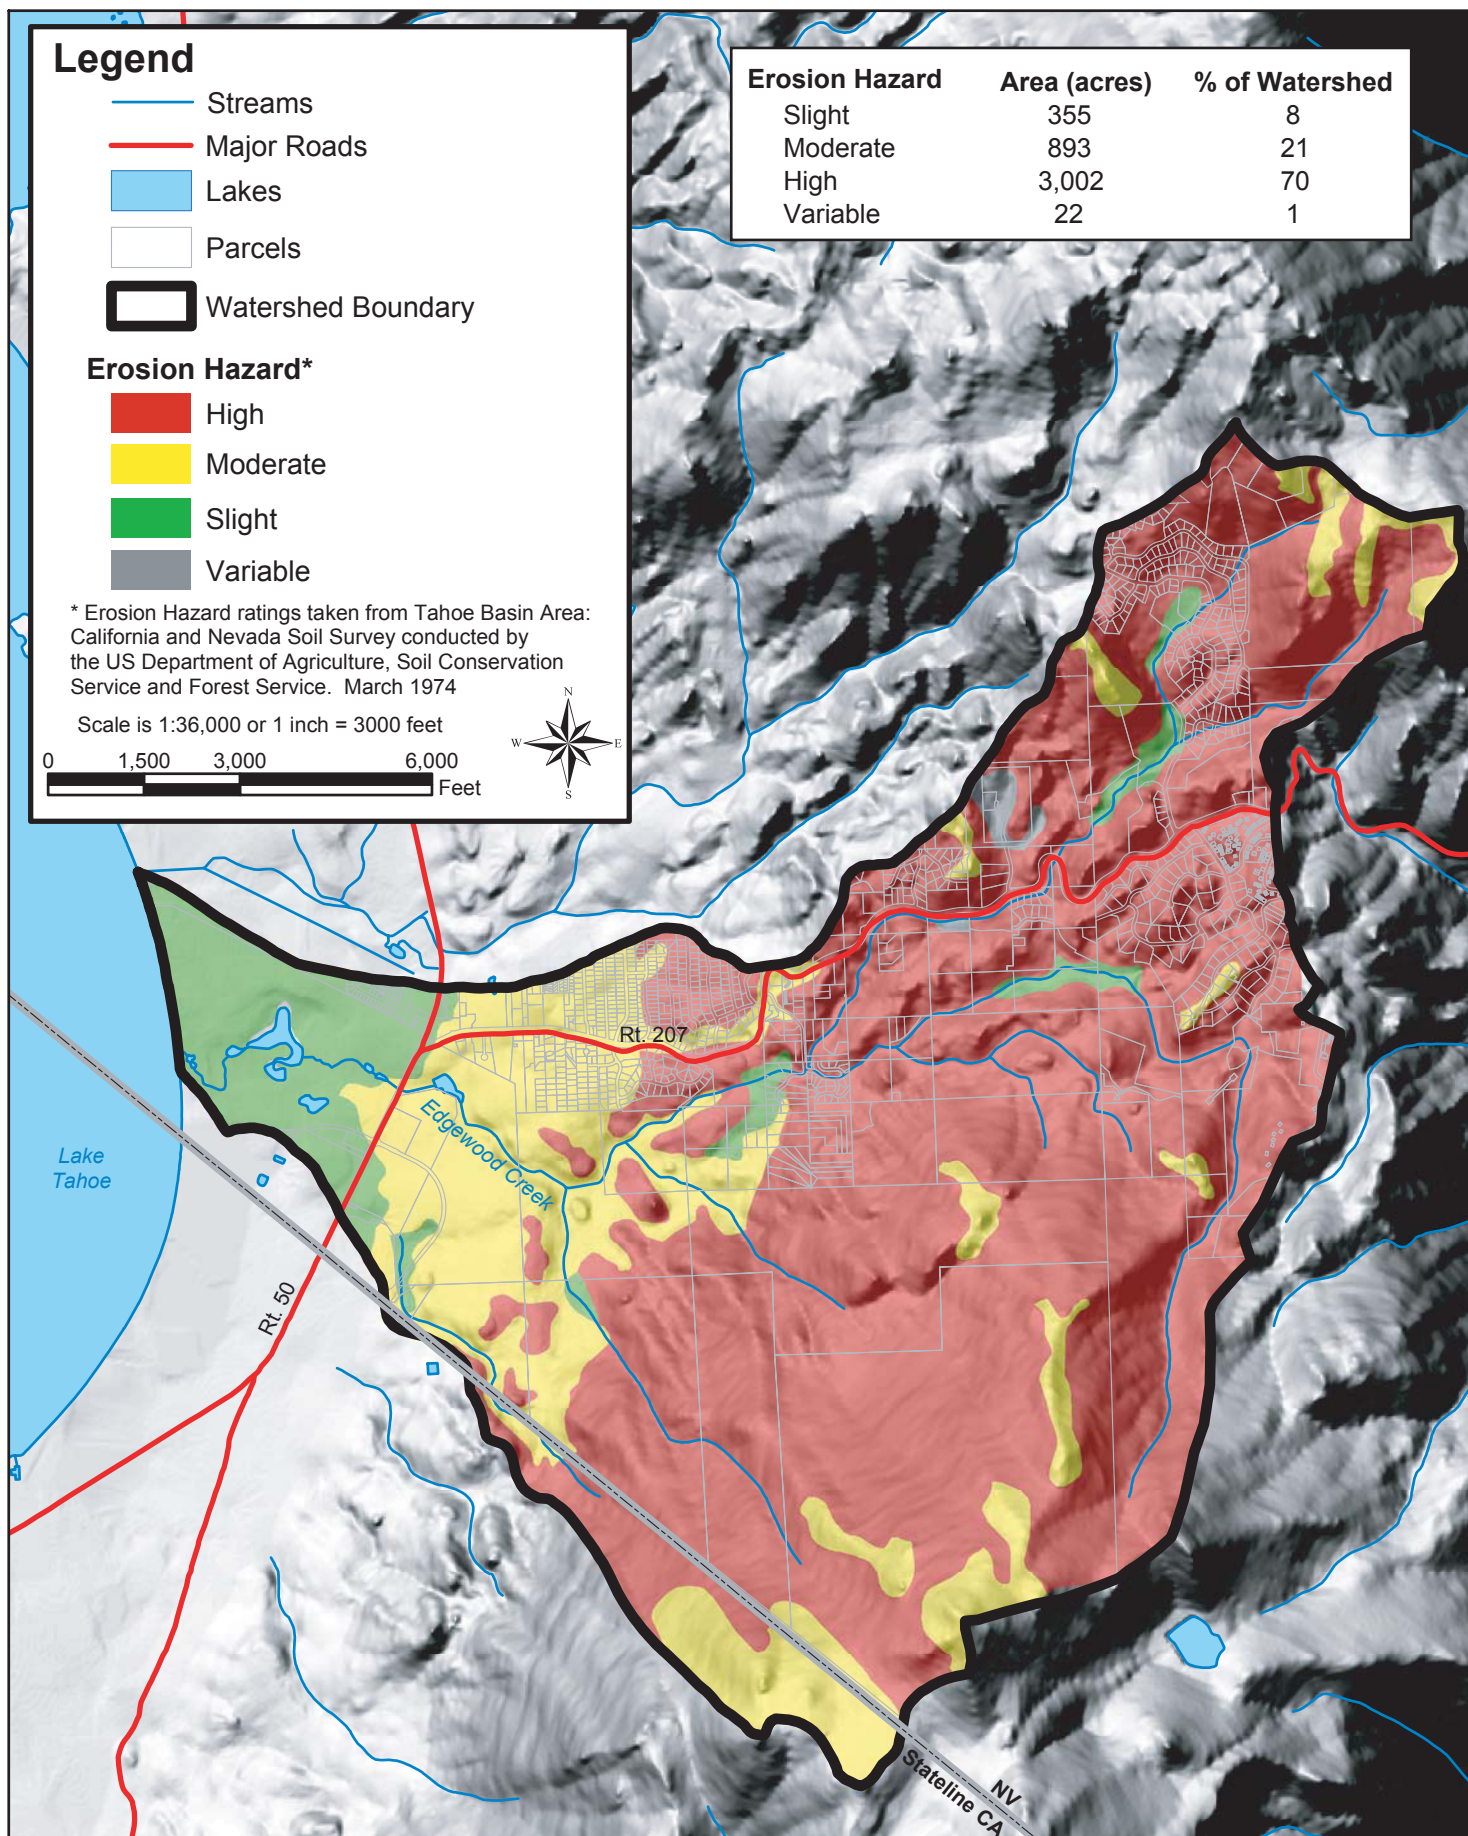 Legend
Streams
Major Roads
Lakes
Parcels
Watershed Boundary
Erosion Hazard*
High
Moderate
Slight
Variable
* Erosion Hazard ratings taken from Tahoe Basin Area:
California and Nevada Soil Survey conducted by
the US Department of Agriculture, Soil Conservation
Service and Forest Service.  March 1974
Scale is 1:36,000 or 1 inch = 3000 feet
N
W
E
S
0 1,500 3,000 6,000
Feet
Erosion Hazard Area (acres) % of Watershed
Slight 355 8
Moderate 893 21
High 3,002 70
Variable 22 1
Rt. 207
Edgewood Creek
Lake
Tahoe
Rt. 50
NV
Stateline CA